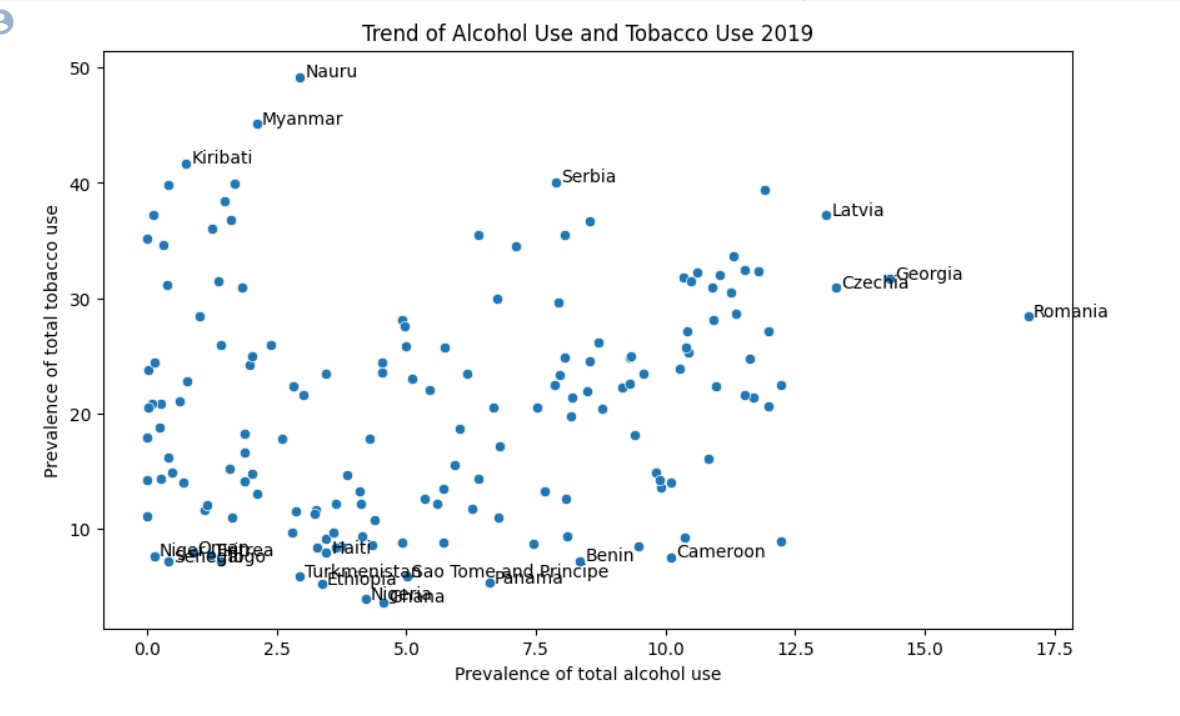 Trend of Alcohol Use and Tobacco Use 2019
50
Nauru
Myanmar
Kiribati
40
Serbia
Latvia
Georgia
Czechia
30
Romania
Prevalence of total tobacco use
20
10
Niger
Oman
Eritrea
Senegal
Togo
Haiti
Benin
Cameroon
Turkmenistan
Sao Tome and Principe
Ethiopia
Panama
Nigeria
Ghana
0.0 2.5 5.0 7.5 10.0 12.5 15.0 17.5
Prevalence of total alcohol use